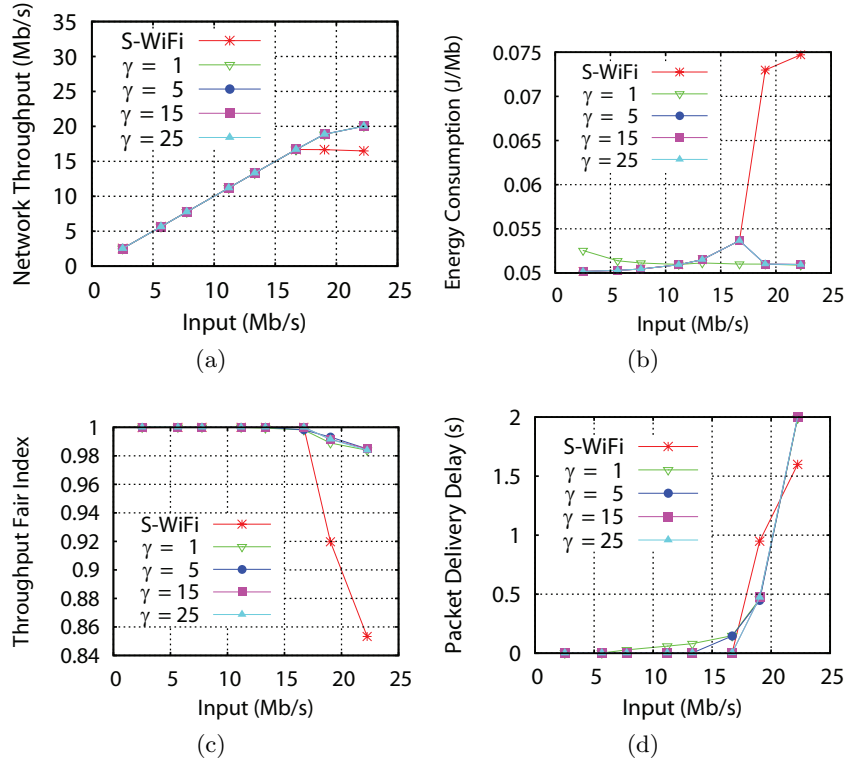 Network Throughput (Mb/s)
35
30
25
20
15
10
5
0
S-WiFi
γ = 1
γ = 5
γ = 15
γ = 25
0 5 10 15 20 25
Input (Mb/s)
(a)
Energy Consumption (J/Mb)
0.075
0.07
0.065
0.06
0.055
0.05
S-WiFi
γ = 1
γ = 5
γ = 15
γ = 25
0 5 10 15 20 25
Input (Mb/s)
(b)
Throughput Fair Index
1
0.98
0.96
0.94
0.92
0.9
0.88
0.86
0.84
S-WiFi
γ = 1
γ = 5
γ = 15
γ = 25
0 5 10 15 20 25
Input (Mb/s)
(c)
Packet Delivery Delay (s)
2
1.5
1
0.5
0
S-WiFi
γ = 1
γ = 5
γ = 15
γ = 25
0 5 10 15 20 25
Input (Mb/s)
(d)